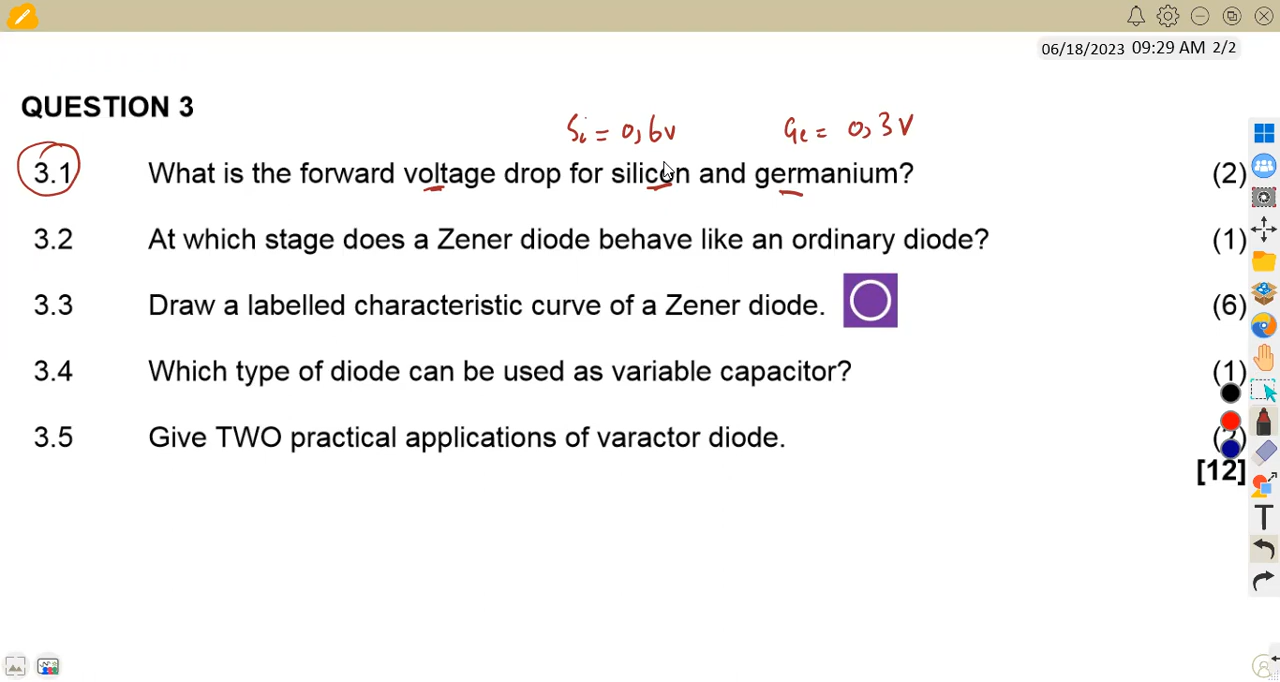 06/18/2023 09:29 AM 2/2
QUESTION 3
Si = 0,6v Ge = 0,3V
3.1 What is the forward voltage drop for silicon and germanium? (2)
3.2 At which stage does a Zener diode behave like an ordinary diode? (1)
3.3 Draw a labelled characteristic curve of a Zener diode. (6)
3.4 Which type of diode can be used as variable capacitor? (1)
3.5 Give TWO practical applications of varactor diode. (2)
[12]
T